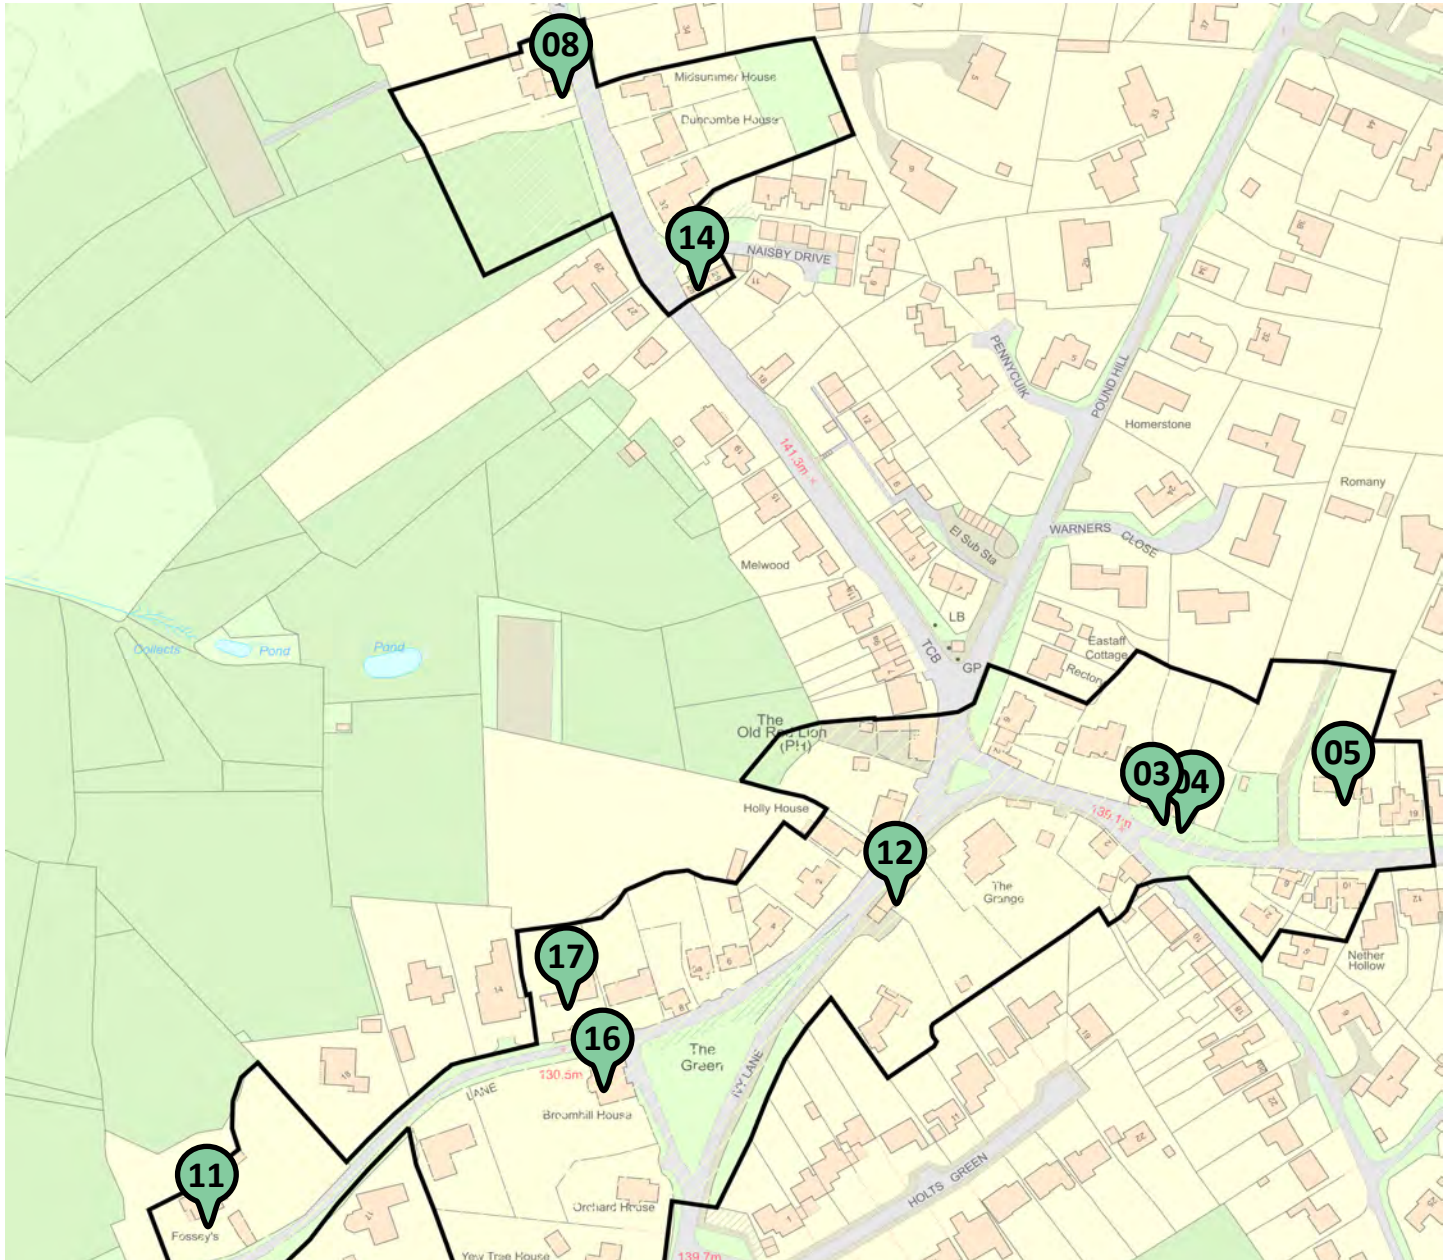 08
Midsummer House
Duncombe House
14
NAISBY DRIVE
PENNYCUIK
POUND HILL
Homerstone
141.3m
Romany
WARNERS CLOSE
El Sub Sta
Melwood
LB
TCB
GP
Eastaff
Cottage
Recton
The
Old Red Lion
(PH)
Collects
Pond
Pond
03
04
05
139.1m
Holly House
12
The
Grange
Nether
Hollow
17
16
The
Green
130.5m
LANE
IVY LANE
Broomhill House
11
HOLTS GREEN
Orchard House
Fossey's
Yew Tree House
139.7m